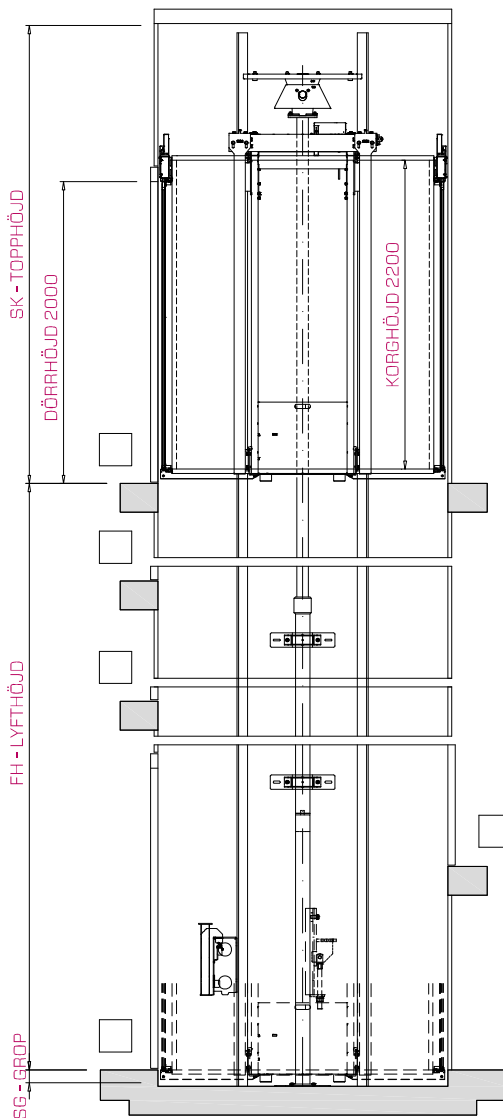 SK - TOPPHÖJD
DÖRRHÖJD 2000
KORGHÖJD 2200
FH - LYFTHÖJD
SG - GROP